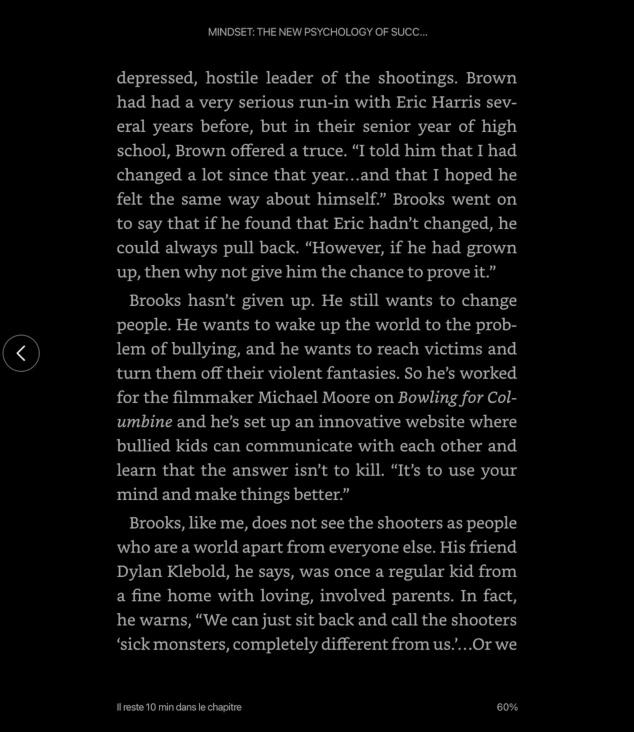 MINDSET: THE NEW PSYCHOLOGY OF SUCC...
depressed, hostile leader of the shootings. Brown
had had a very serious run-in with Eric Harris sev-
eral years before, but in their senior year of high
school, Brown offered a truce. “I told him that I had
changed a lot since that year…and that I hoped he
felt the same way about himself.” Brooks went on
to say that if he found that Eric hadn’t changed, he
could always pull back. “However, if he had grown
up, then why not give him the chance to prove it.”
Brooks hasn’t given up. He still wants to change
people. He wants to wake up the world to the prob-
lem of bullying, and he wants to reach victims and
turn them off their violent fantasies. So he’s worked
for the filmmaker Michael Moore on Bowling for Col-
umbine and he’s set up an innovative website where
bullied kids can communicate with each other and
learn that the answer isn’t to kill. “It’s to use your
mind and make things better.”
Brooks, like me, does not see the shooters as people
who are a world apart from everyone else. His friend
Dylan Klebold, he says, was once a regular kid from
a fine home with loving, involved parents. In fact,
he warns, “We can just sit back and call the shooters
‘sick monsters, completely different from us.’…Or we
Il reste 10 min dans le chapitre
60%